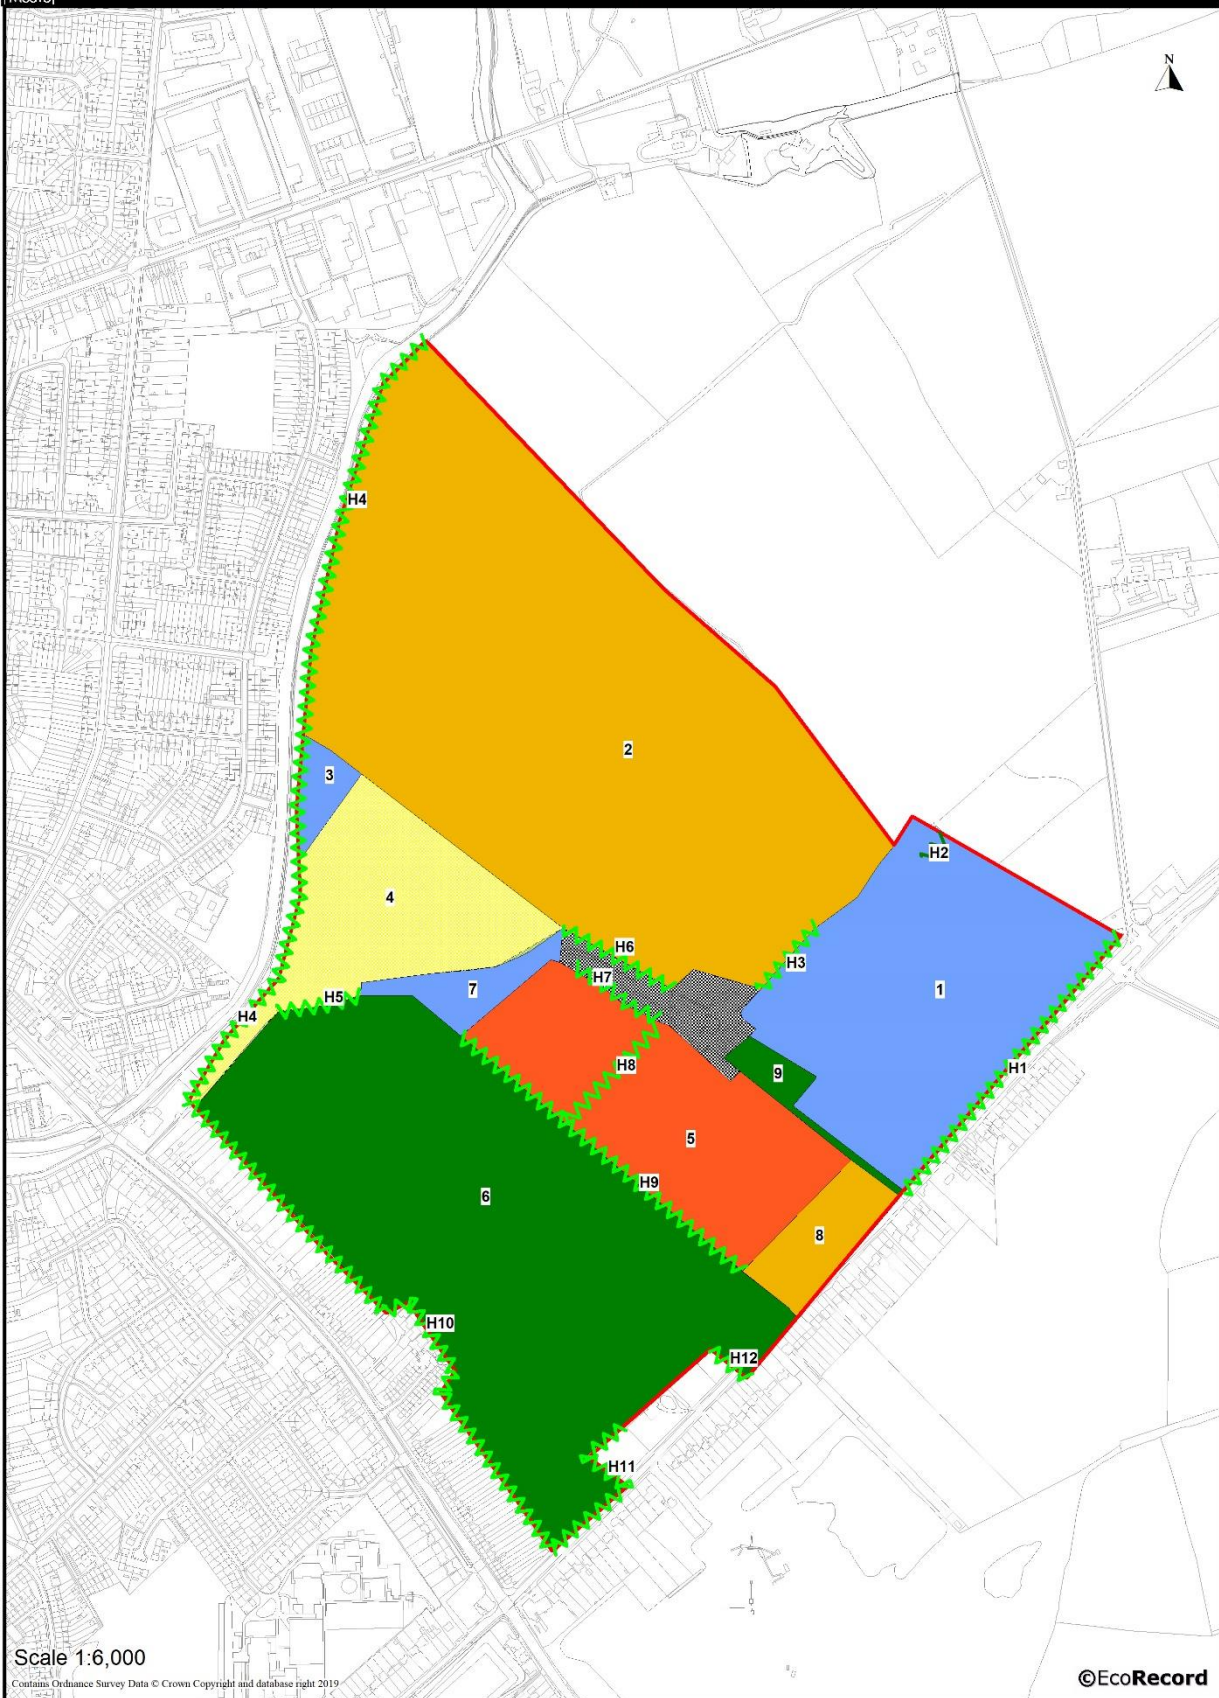 N
H4
2
3
H2
4
H6
H3
H7
7
1
H5
H4
H8
9
H1
5
H9
6
8
H10
H12
H11
Scale 1:6,000
Contains Ordnance Survey Data © Crown Copyright and database right 2019
©EcoRecord